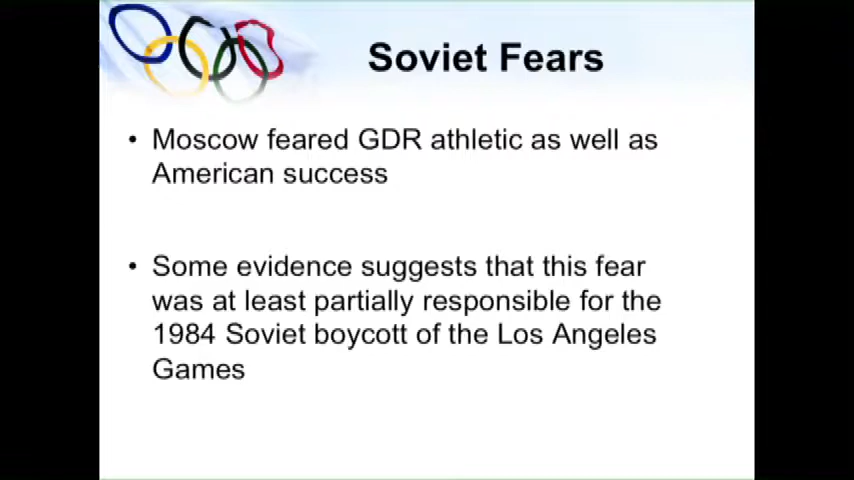 Soviet Fears
• Moscow feared GDR athletic as well as
American success
• Some evidence suggests that this fear
was at least partially responsible for the
1984 Soviet boycott of the Los Angeles
Games